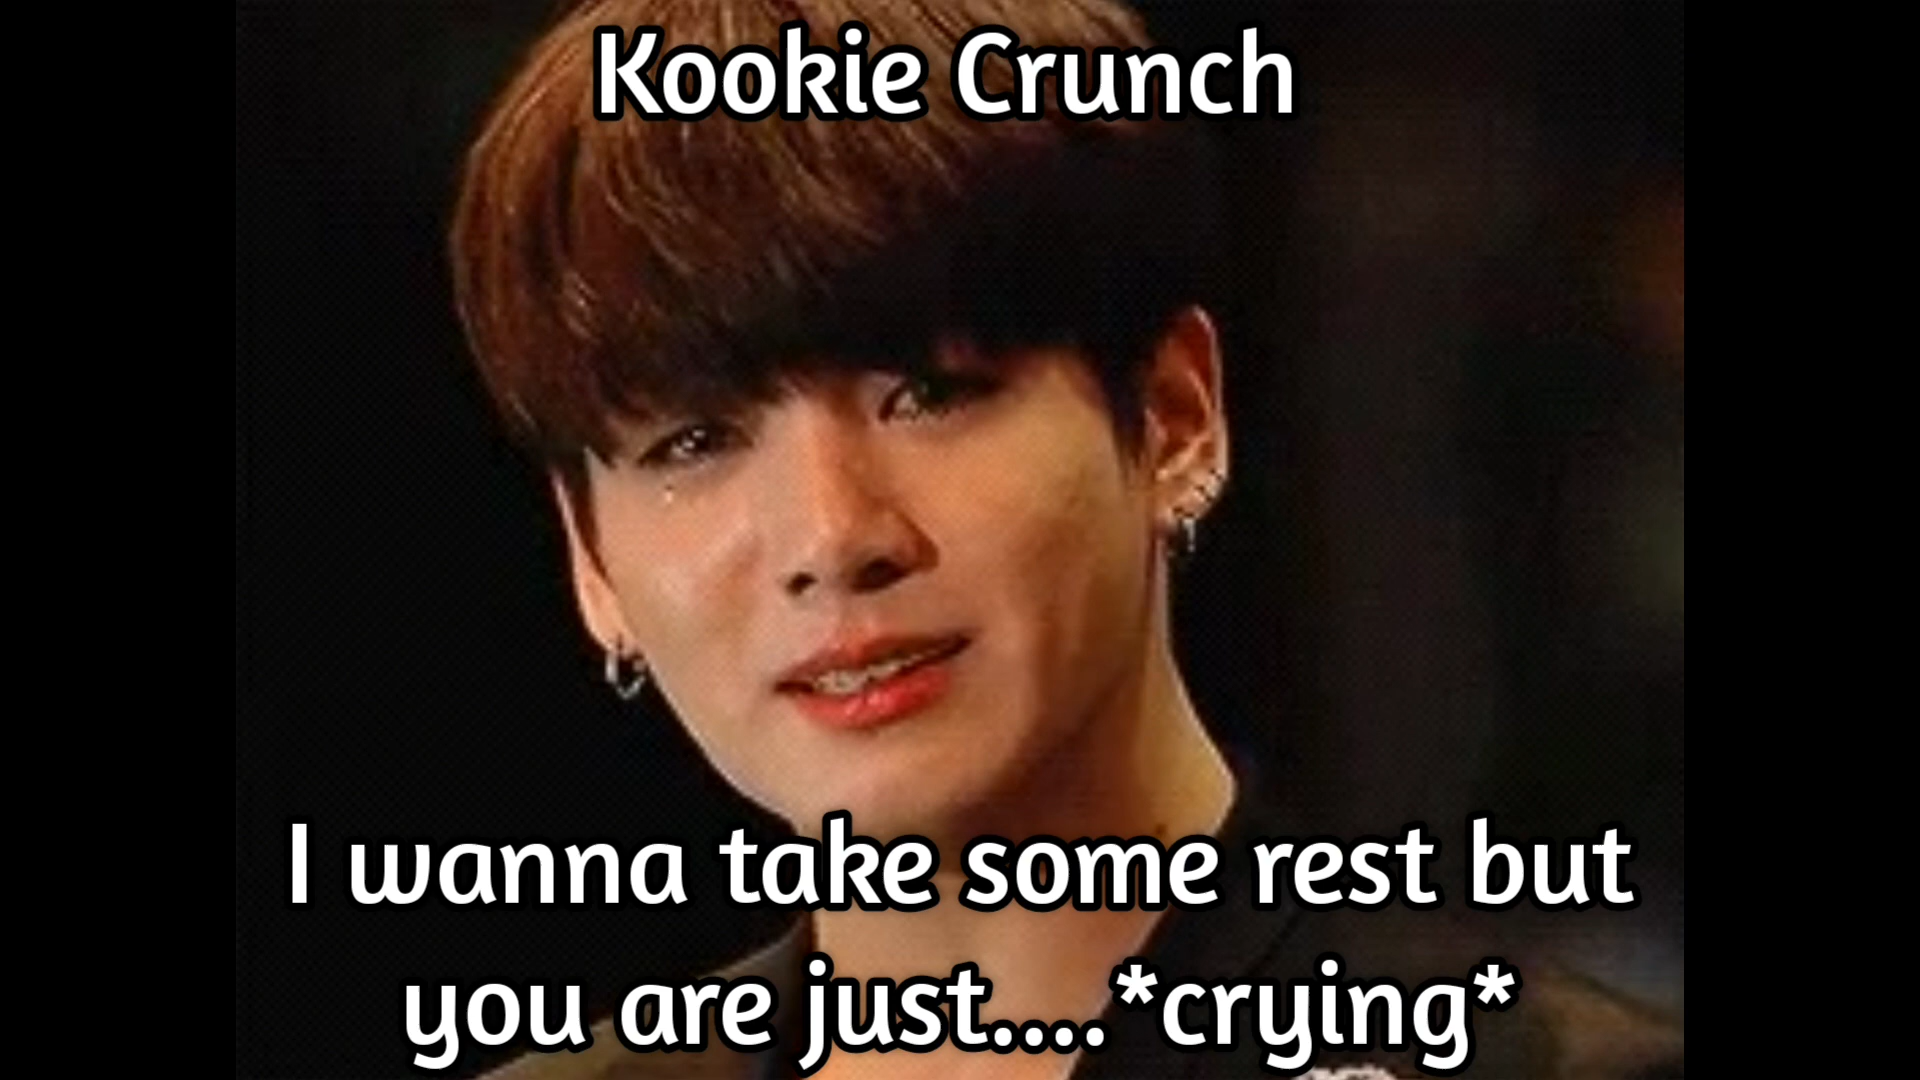 Kookie Crunch
I wanna take some rest but
you are just....*crying*